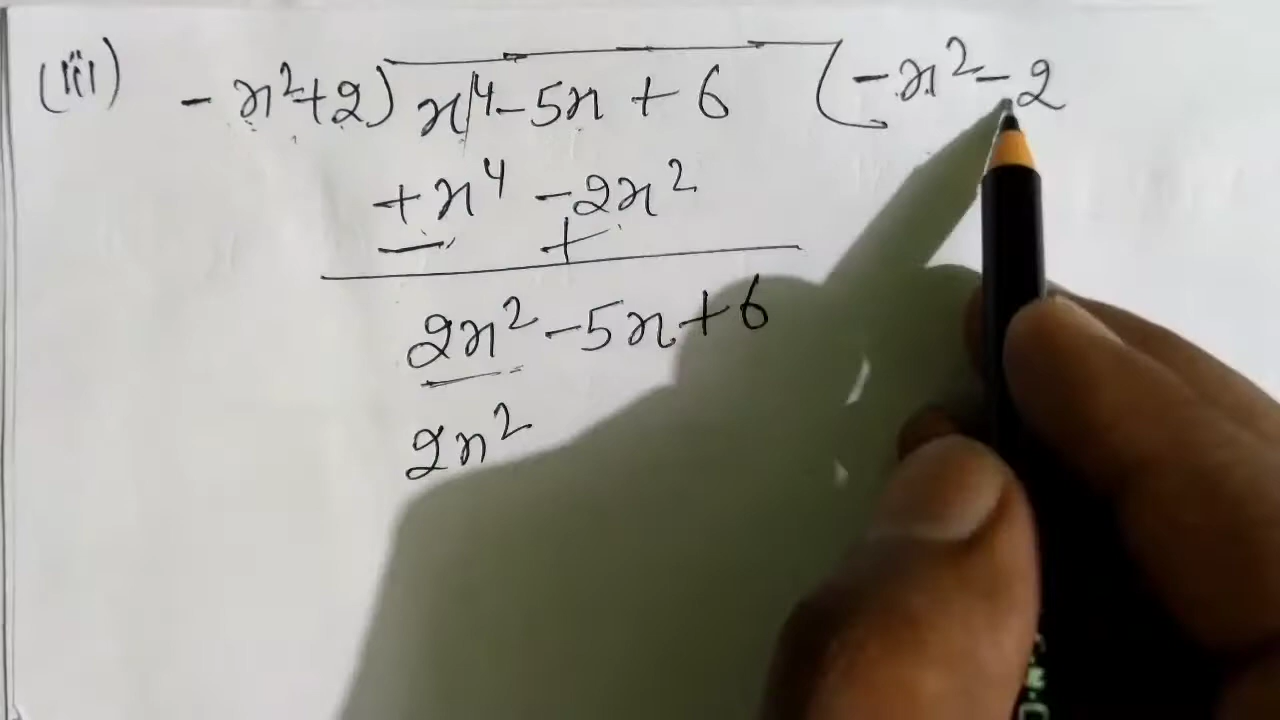 (iii) -x²+2) x⁴-5x+6 (-x²-2
+x⁴ -2x²
— +
2x²-5x+6
2x²